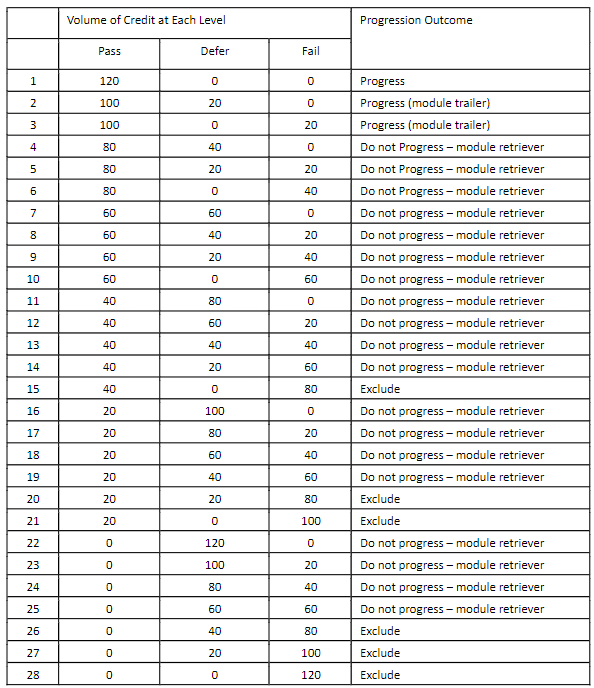 Volume of Credit at Each Level Progression Outcome
Pass Defer Fail
1 120 0 0 Progress
2 100 20 0 Progress (module trailer)
3 100 0 20 Progress (module trailer)
4 80 40 0 Do not Progress – module retriever
5 80 20 20 Do not Progress – module retriever
6 80 0 40 Do not Progress – module retriever
7 60 60 0 Do not progress – module retriever
8 60 40 20 Do not progress – module retriever
9 60 20 40 Do not progress – module retriever
10 60 0 60 Do not progress – module retriever
11 40 80 0 Do not progress – module retriever
12 40 60 20 Do not progress – module retriever
13 40 40 40 Do not progress – module retriever
14 40 20 60 Do not progress – module retriever
15 40 0 80 Exclude
16 20 100 0 Do not progress – module retriever
17 20 80 20 Do not progress – module retriever
18 20 60 40 Do not progress – module retriever
19 20 40 60 Do not progress – module retriever
20 20 20 80 Exclude
21 20 0 100 Exclude
22 0 120 0 Do not progress – module retriever
23 0 100 20 Do not progress – module retriever
24 0 80 40 Do not progress – module retriever
25 0 60 60 Do not progress – module retriever
26 0 40 80 Exclude
27 0 20 100 Exclude
28 0 0 120 Exclude